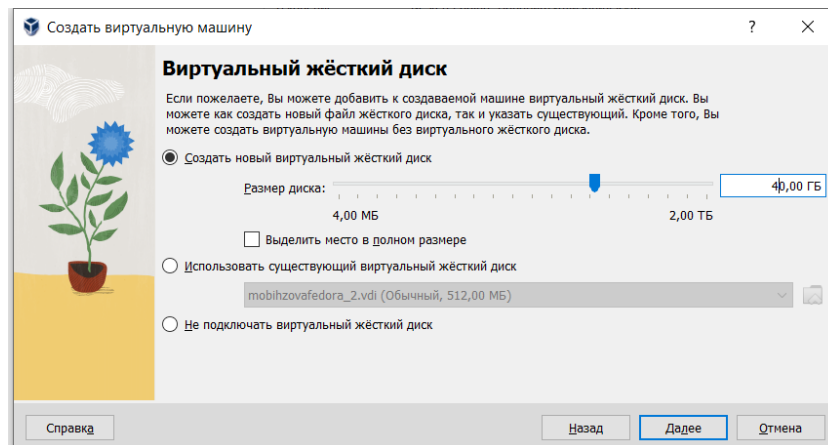 Создать виртуальную машину
?
Виртуальный жёсткий диск
Если пожелаете, Вы можете добавить к создаваемой машине виртуальный жёсткий диск. Вы
можете как создать новый файл жёсткого диска, так и указать существующий. Кроме того, Вы
можете создать виртуальную машины без виртуального жёсткого диска.
Создать новый виртуальный жёсткий диск
Размер диска:
40,00 ГБ
4,00 МБ 2,00 ТБ
Выделить место в полном размере
Использовать существующий виртуальный жёсткий диск
mobihzovafedora_2.vdi (Обычный, 512,00 МБ)
Не подключать виртуальный жёсткий диск
Справка Назад Далее Отмена